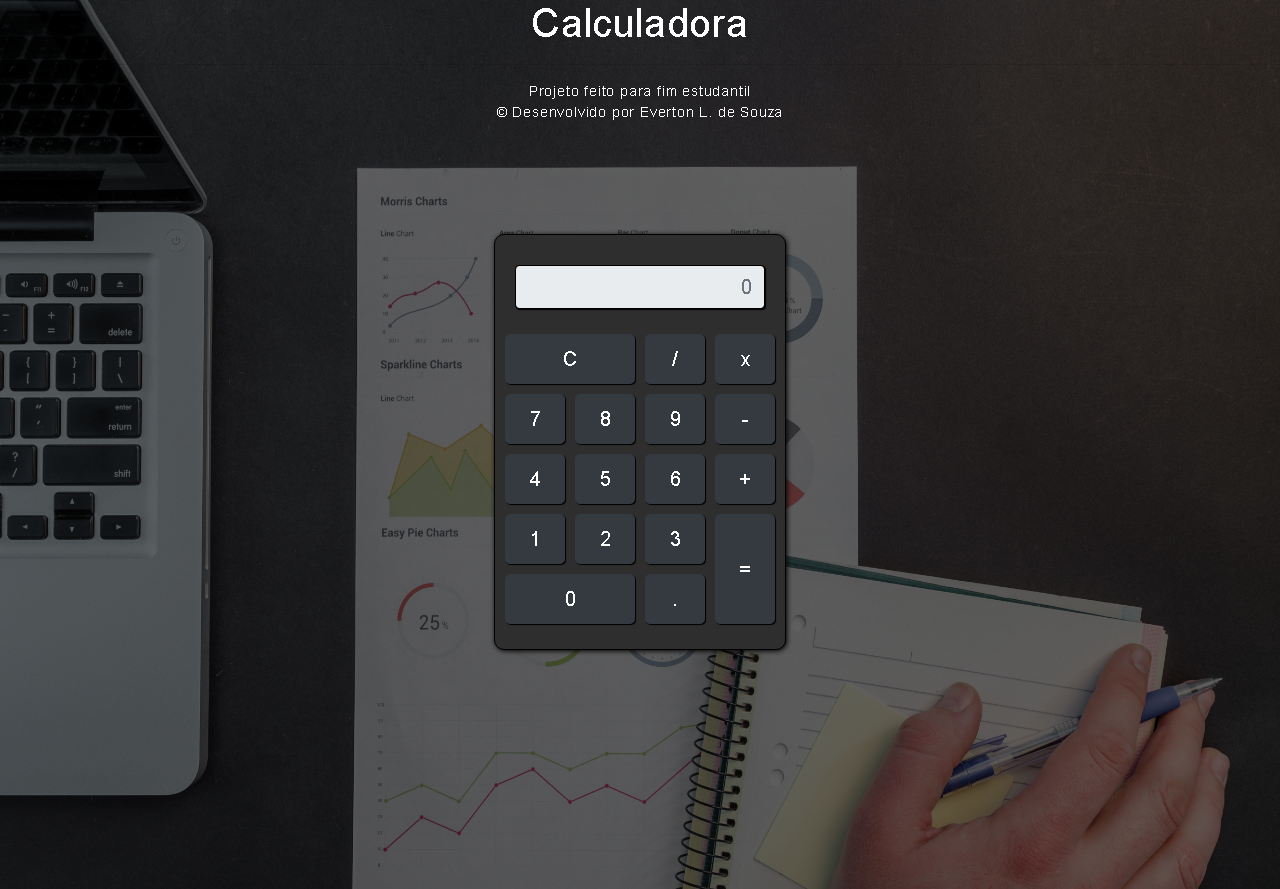 Calculadora
Projeto feito para fim estudantil
© Desenvolvido por Everton L. de Souza
Morris Charts
Line Chart
0
C / x
7 8 9 -
4 5 6 +
1 2 3 =
0 .
Sparkline Charts
Line Chart
Easy Pie Charts
25%
delete
enter
return
shift